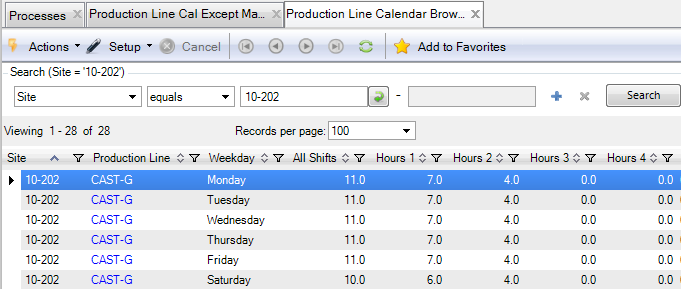 Processes Production Line Cal Except Ma... Production Line Calendar Brow...
Actions Setup Cancel Add to Favorites
Search (Site = '10-202')
Site equals 10-202 - Search
Viewing 1 - 28 of 28 Records per page: 100
Site Production Line Weekday All Shifts Hours 1 Hours 2 Hours 3 Hours 4
10-202 CAST-G Monday 11.0 7.0 4.0 0.0 0.0
10-202 CAST-G Tuesday 11.0 7.0 4.0 0.0 0.0
10-202 CAST-G Wednesday 11.0 7.0 4.0 0.0 0.0
10-202 CAST-G Thursday 11.0 7.0 4.0 0.0 0.0
10-202 CAST-G Friday 11.0 7.0 4.0 0.0 0.0
10-202 CAST-G Saturday 10.0 6.0 4.0 0.0 0.0